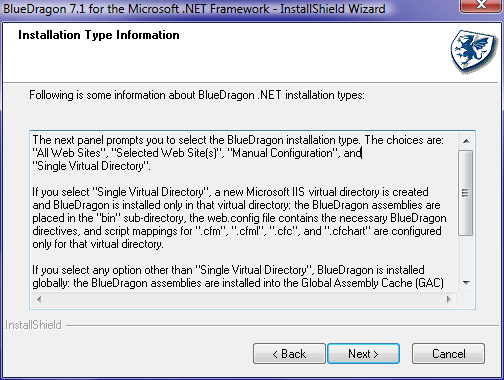 BlueDragon 7.1 for the Microsoft .NET Framework - InstallShield Wizard
Installation Type Information
Following is some information about BlueDragon .NET installation types:
The next panel prompts you to select the BlueDragon installation type. The choices are:
"All Web Sites", "Selected Web Site(s)", "Manual Configuration", and
"Single Virtual Directory".
If you select "Single Virtual Directory", a new Microsoft IIS virtual directory is created
and BlueDragon is installed only in that virtual directory: the BlueDragon assemblies are
placed in the "bin" sub-directory, the web.config file contains the necessary BlueDragon
directives, and script mappings for ".cfm", ".cfml", ".cfc", and ".cfchart" are configured
only for that virtual directory.
If you select any option other than "Single Virtual Directory", BlueDragon is installed
globally: the BlueDragon assemblies are installed into the Global Assembly Cache (GAC)
InstallShield
< Back
Next >
Cancel